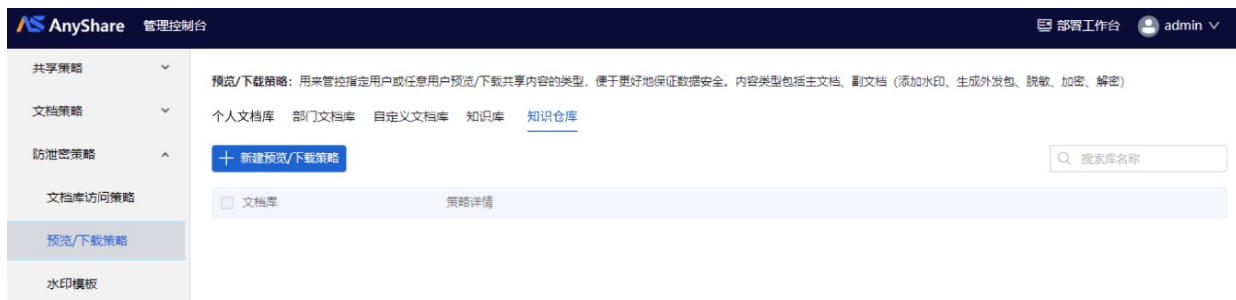 AnyShare 管理控制台 部署工作台 admin
共享策略
预览/下载策略：用来管控指定用户或任意用户预览/下载共享内容的类型，便于更好地保证数据安全。内容类型包括主文档、副文档（添加水印、生成外发包、脱敏、加密、解密）
文档策略
个人文档库 部门文档库 自定义文档库 知识库 知识仓库
防泄密策略
新建预览/下载策略 搜索库名称
文档库访问策略
文档库 策略详情
预览/下载策略
水印模板